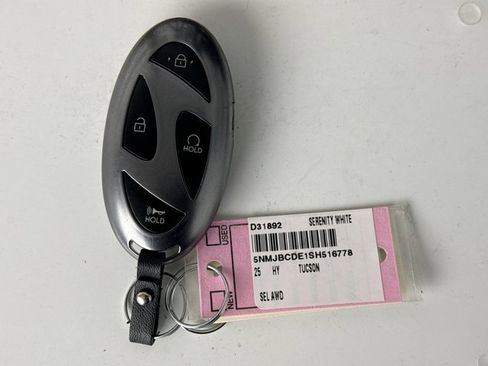 HOLD
HOLD
USED
NEW
D31892 SERENITY WHITE
5NMJBCDE1SH516778
25 HY TUCSON
SEL AWD